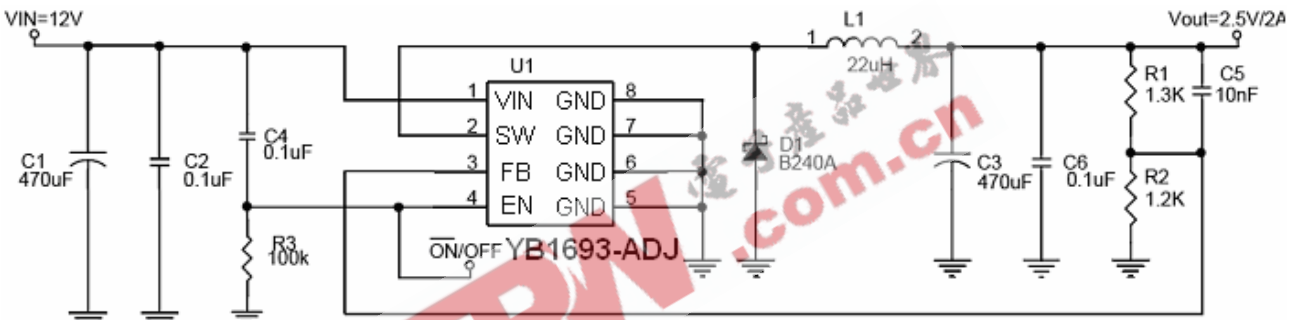 VIN=12V
L1
Vout=2.5V/2A
1
2
22uH
U1
R1
1.3K
C5
10nF
1
VIN
GND
8
2
SW
GND
7
C4
0.1uF
D1
B240A
C1
470uF
C2
0.1uF
3
FB
GND
6
C3
470uF
C6
0.1uF
R2
1.2K
4
EN
GND
5
.com.cn
R3
100k
ON/OFF
YB1693-ADJ